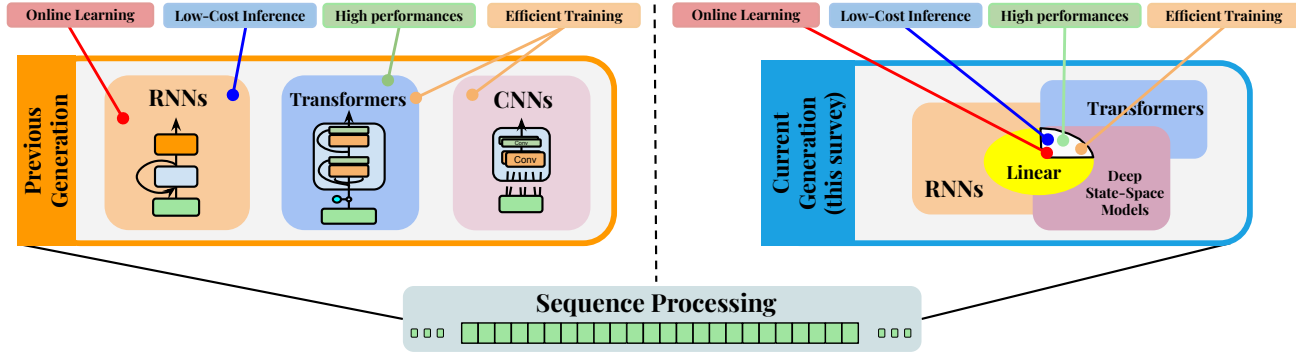 Online Learning
Low-Cost Inference
High performances
Efficient Training
Previous
Generation
RNNs
Transformers
CNNs
Conv
Conv
Online Learning
Low-Cost Inference
High performances
Efficient Training
Current
Generation
(this survey)
Transformers
Linear
RNNs
Deep
State-Space
Models
Sequence Processing